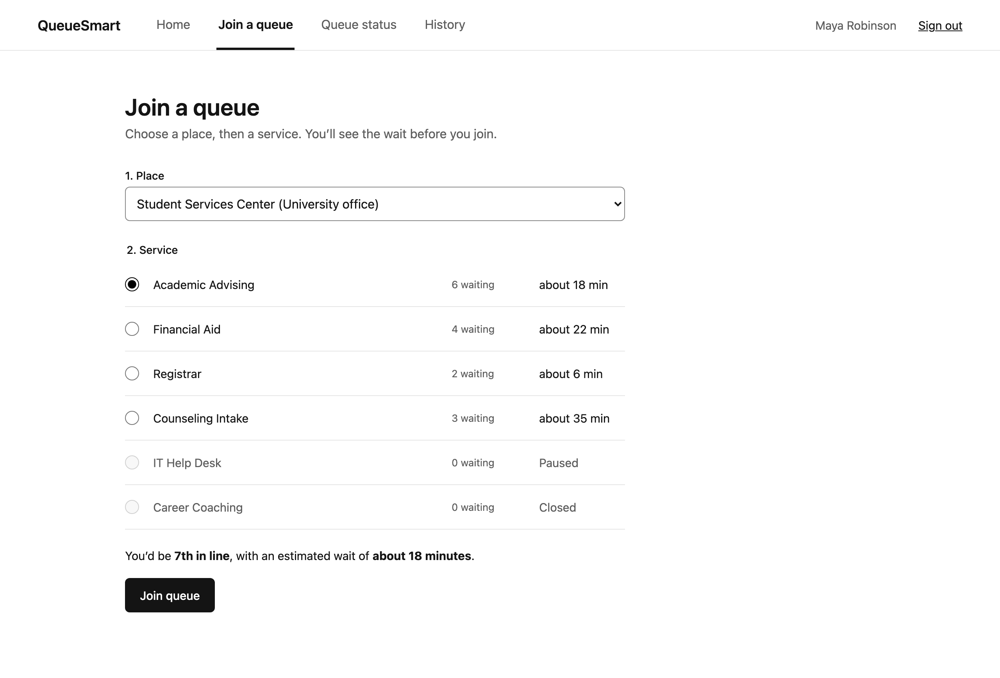 QueueSmart Home Join a queue Queue status History Maya Robinson Sign out
Join a queue
Choose a place, then a service. You’ll see the wait before you join.
1. Place
Student Services Center (University office)
2. Service
Academic Advising 6 waiting about 18 min
Financial Aid 4 waiting about 22 min
Registrar 2 waiting about 6 min
Counseling Intake 3 waiting about 35 min
IT Help Desk 0 waiting Paused
Career Coaching 0 waiting Closed
You’d be 7th in line, with an estimated wait of about 18 minutes.
Join queue